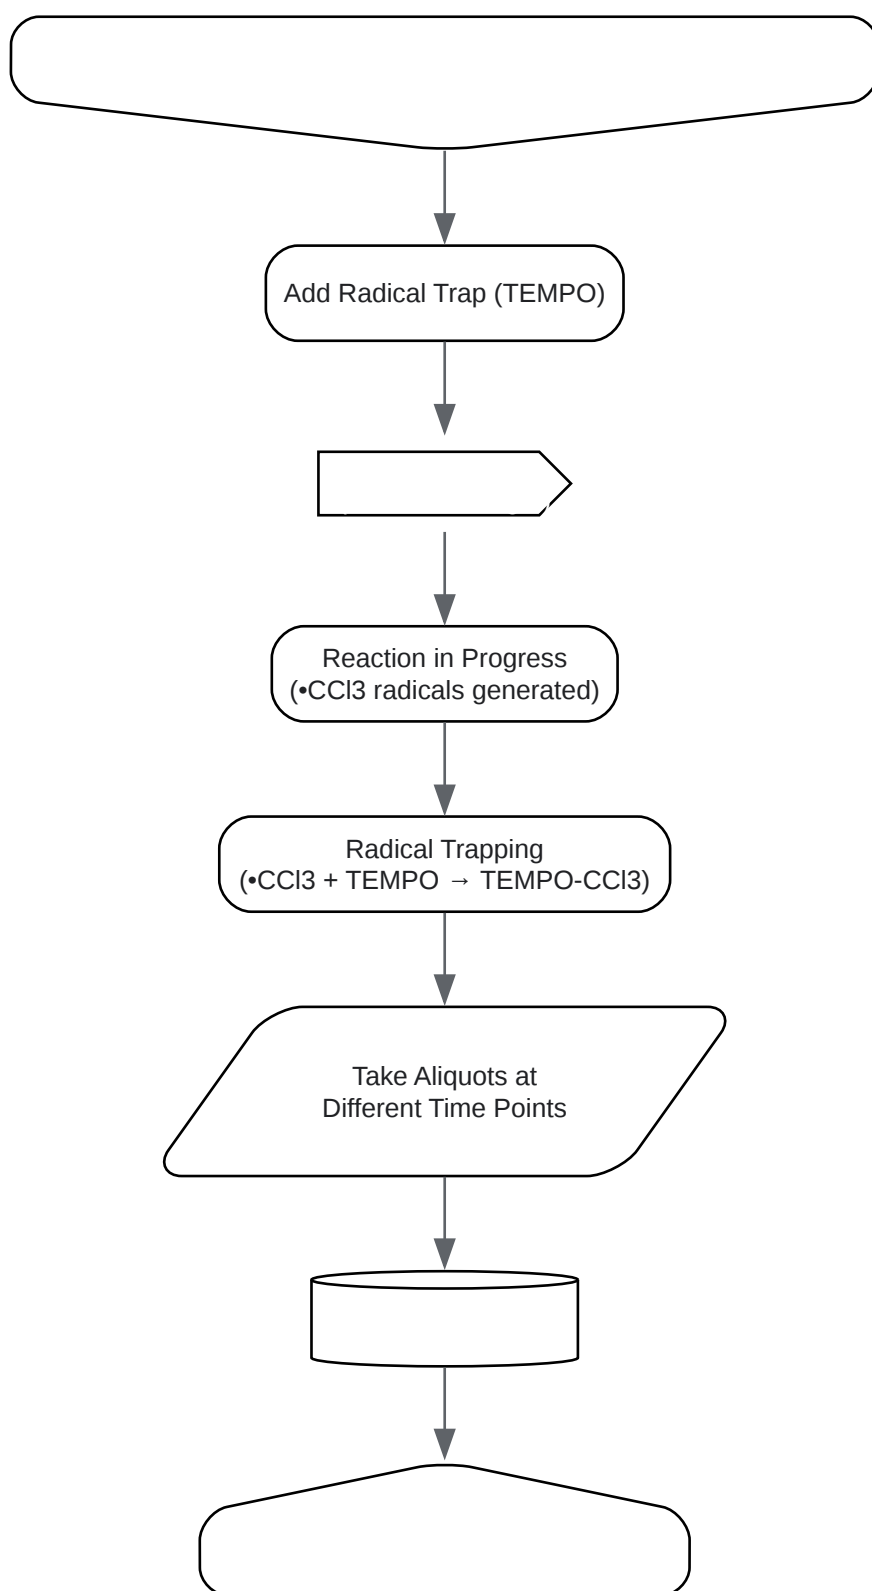 Add Radical Trap (TEMPO)
Reaction in Progress
(•CCl3 radicals generated)
Radical Trapping
(•CCl3 + TEMPO → TEMPO-CCl3)
Take Aliquots at
Different Time Points